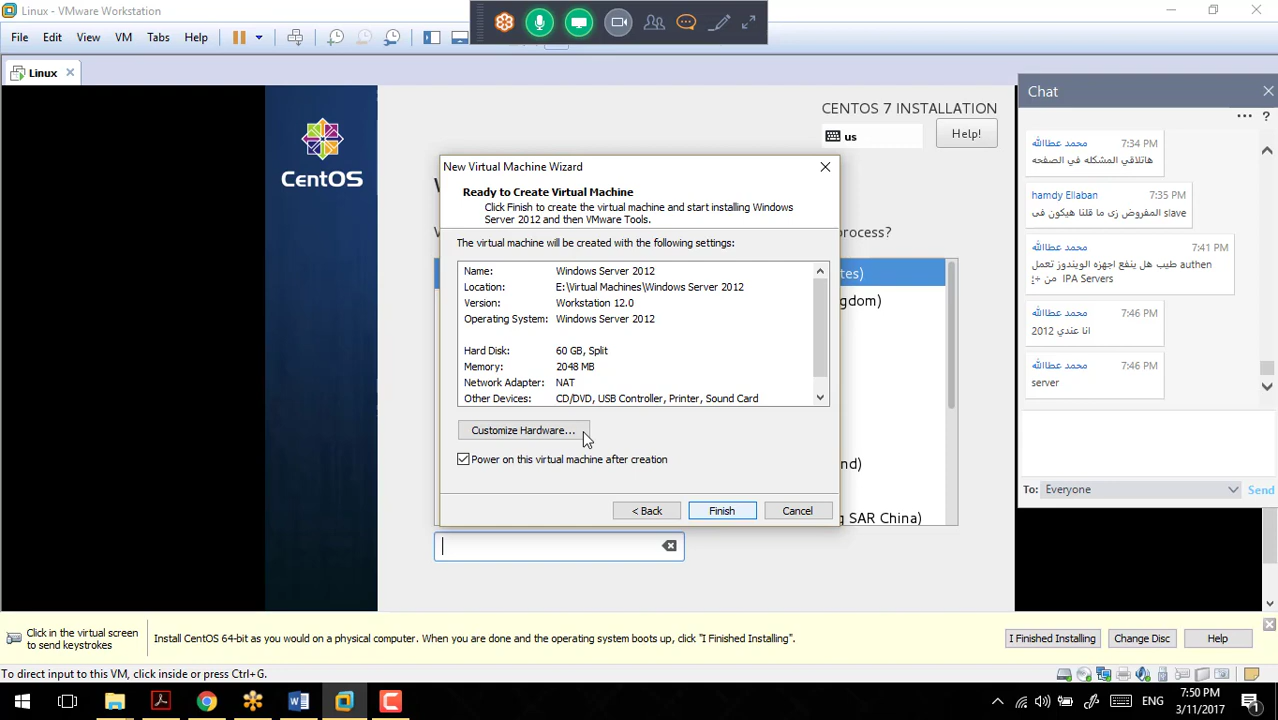 Linux - VMware Workstation
File Edit View VM Tabs Help
Linux
CENTOS 7 INSTALLATION
us
Help!
CentOS
W
process?
tes)
gdom)
nd)
g SAR China)
New Virtual Machine Wizard
Ready to Create Virtual Machine
Click Finish to create the virtual machine and start installing Windows
Server 2012 and then VMware Tools.
The virtual machine will be created with the following settings:
Name: Windows Server 2012
Location: E:\Virtual Machines\Windows Server 2012
Version: Workstation 12.0
Operating System: Windows Server 2012
Hard Disk: 60 GB, Split
Memory: 2048 MB
Network Adapter: NAT
Other Devices: CD/DVD, USB Controller, Printer, Sound Card
Customize Hardware...
Power on this virtual machine after creation
< Back Finish Cancel
Chat
... ?
محمد عطاالله 7:34 PM
هاتلافي المشكله في الصفحه
hamdy Ellaban 7:35 PM
المفروض زى ما قلنا هيكون فى slave
محمد عطاالله 7:41 PM
طيب هل ينفع اجهزه الويندوز تعمل authen
من IPA Servers
محمد عطاالله 7:46 PM
انا عندي 2012
محمد عطاالله 7:46 PM
server
To: Everyone Send
Click in the virtual screen
to send keystrokes
Install CentOS 64-bit as you would on a physical computer. When you are done and the operating system boots up, click "I Finished Installing".
I Finished Installing Change Disc Help
To direct input to this VM, click inside or press Ctrl+G.
ENG
7:50 PM
3/11/2017
1